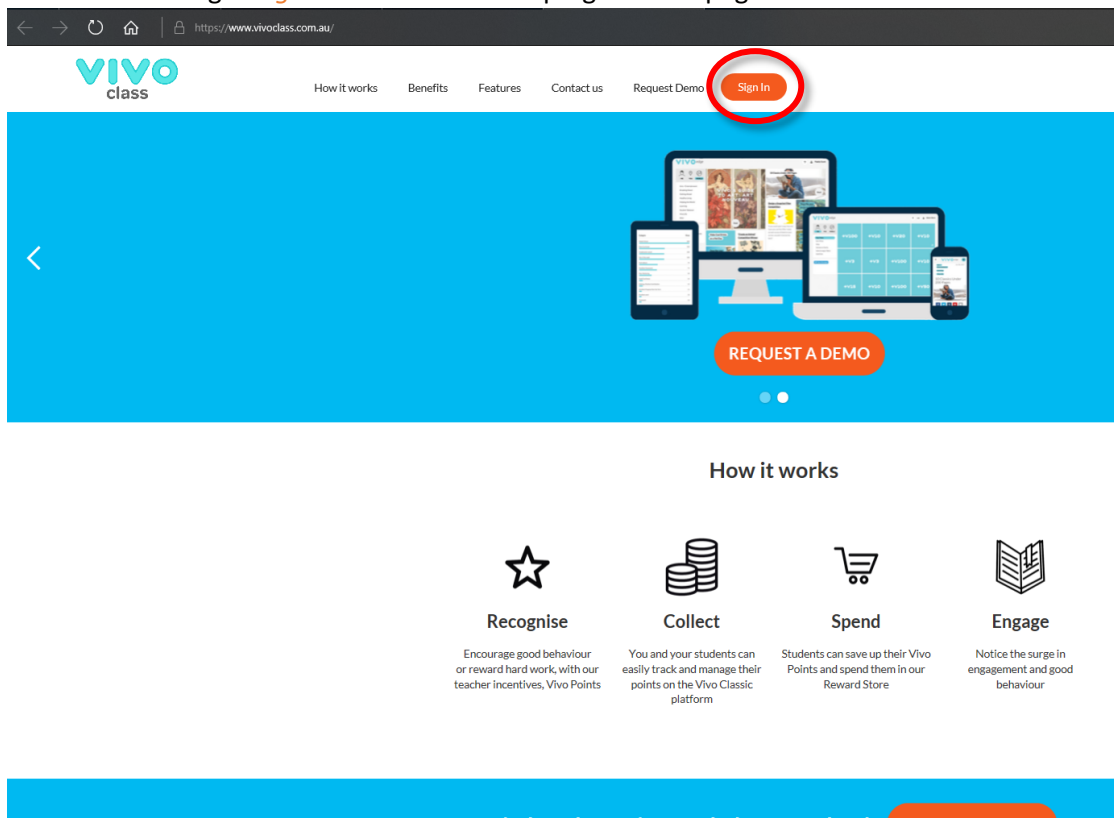 https://www.vivoclass.com.au/
VIVO
class
How it works Benefits Features Contact us Request Demo Sign In
REQUEST A DEMO
How it works
Recognise Collect Spend Engage
Encourage good behaviour You and your students can Students can save up their Vivo Notice the surge in
or reward hard work, with our easily track and manage their Points and spend them in our engagement and good
teacher incentives, Vivo Points points on the Vivo Classic Reward Store behaviour
platform